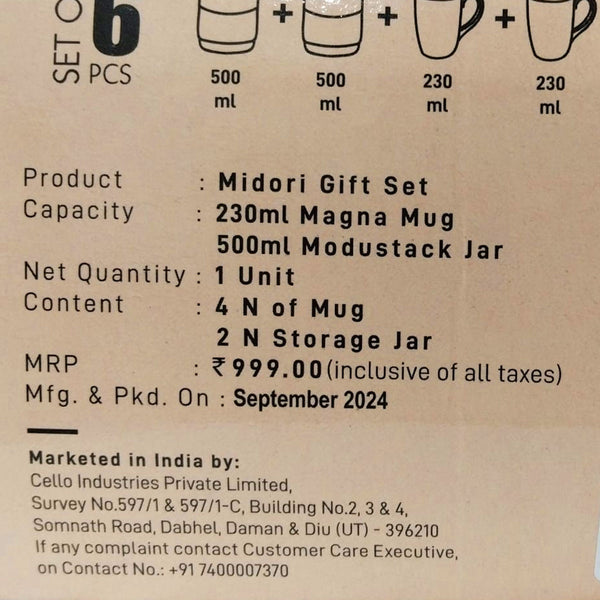 SET O
6
PCS
+ + +
500 ml
500 ml
230 ml
230 ml
Product : Midori Gift Set
Capacity : 230ml Magna Mug
500ml Modustack Jar
Net Quantity : 1 Unit
Content : 4 N of Mug
2 N Storage Jar
MRP : ₹999.00 (inclusive of all taxes)
Mfg. & Pkd. On : September 2024
Marketed in India by:
Cello Industries Private Limited,
Survey No.597/1 & 597/1-C, Building No.2, 3 & 4,
Somnath Road, Dabhel, Daman & Diu (UT) - 396210
If any complaint contact Customer Care Executive,
on Contact No.: +91 7400007370